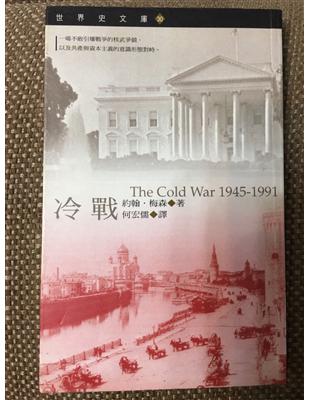 世界史文庫 30
一場不敢引爆戰爭的核武爭鋒，
以及共產與資本主義的意識形態對峙。
The Cold War 1945-1991
冷戰 約翰·梅森◆著
何宏儒◆譯